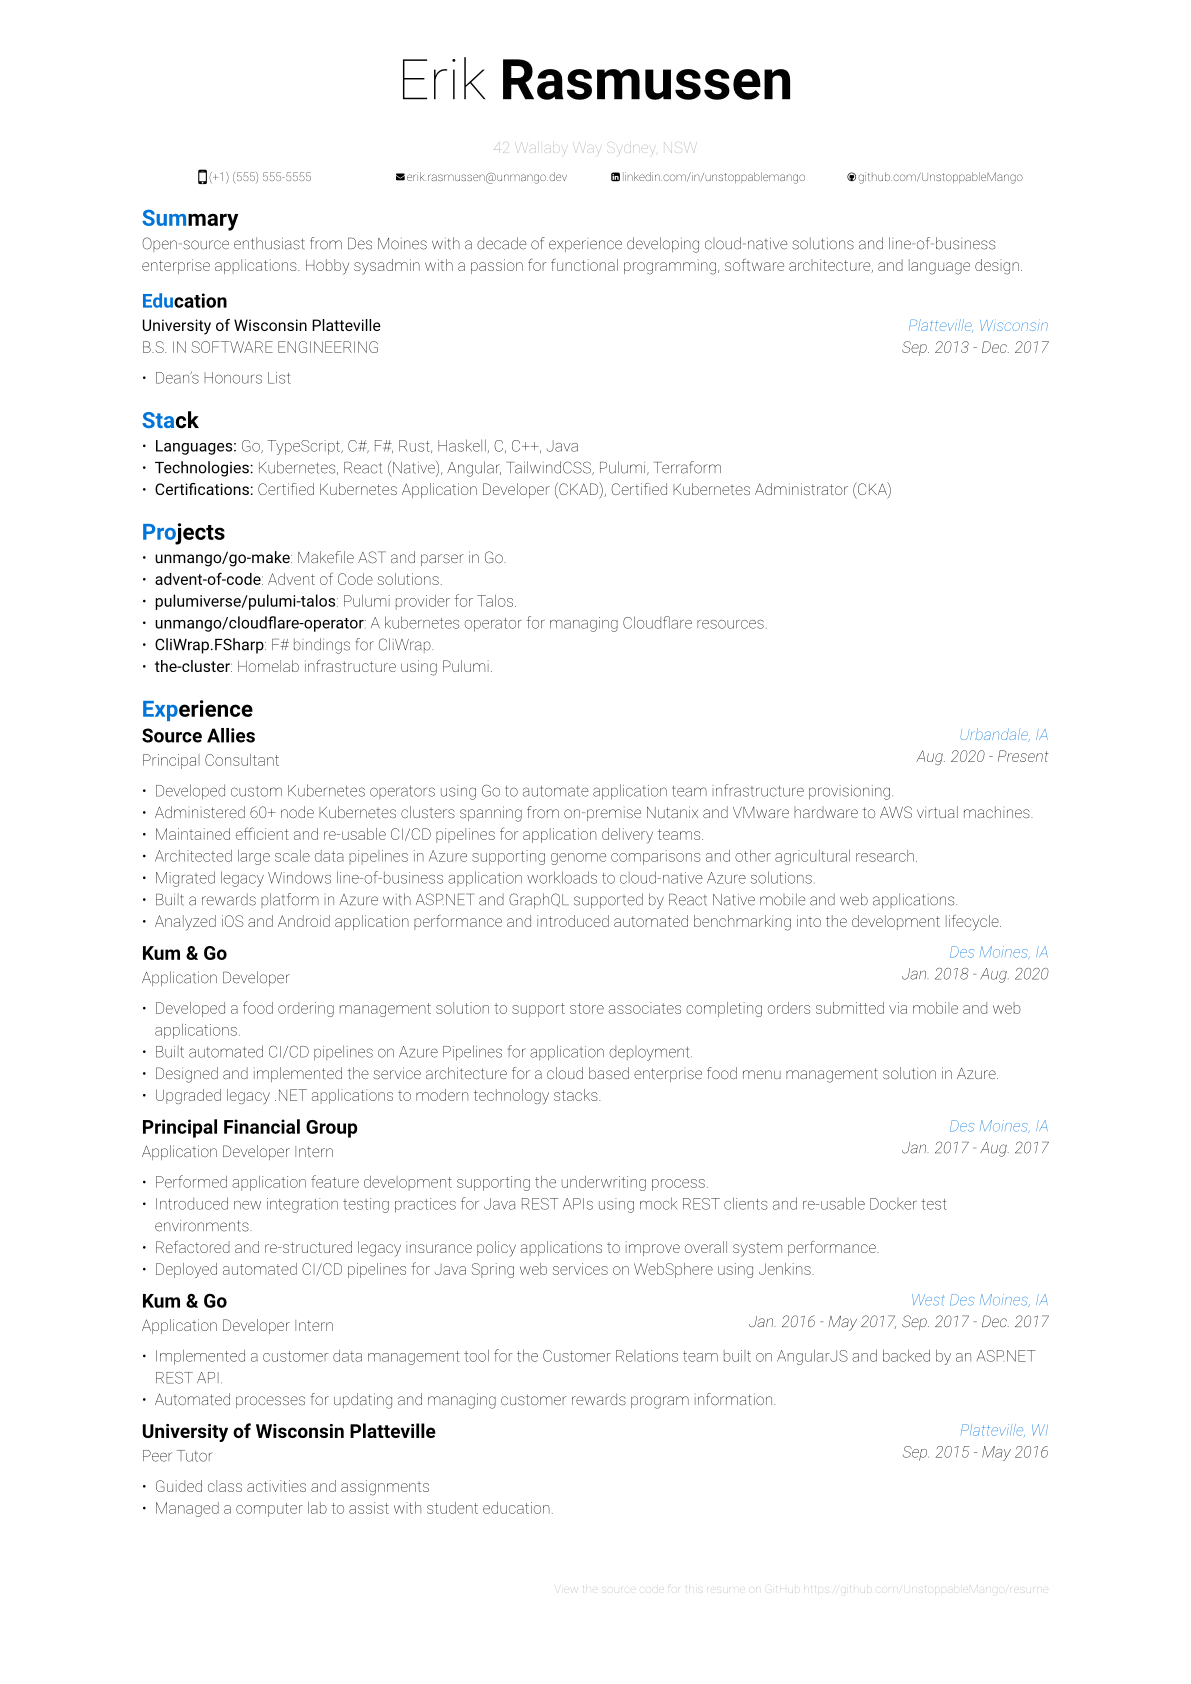 Erik Rasmussen
42 Wallaby Way Sydney, NSW
(+1) (555) 555-5555 erik.rasmussen@unmango.dev linkedin.com/in/unstoppablemango github.com/UnstoppableMango
Summary
Open-source enthusiast from Des Moines with a decade of experience developing cloud-native solutions and line-of-business
enterprise applications. Hobby sysadmin with a passion for functional programming, software architecture, and language design.
Education
University of Wisconsin Platteville Platteville, Wisconsin
B.S. IN SOFTWARE ENGINEERING Sep. 2013 - Dec. 2017
• Dean's Honours List
Stack
• Languages: Go, TypeScript, C#, F#, Rust, Haskell, C, C++, Java
• Technologies: Kubernetes, React (Native), Angular, TailwindCSS, Pulumi, Terraform
• Certifications: Certified Kubernetes Application Developer (CKAD), Certified Kubernetes Administrator (CKA)
Projects
• unmango/go-make: Makefile AST and parser in Go.
• advent-of-code: Advent of Code solutions.
• pulumiverse/pulumi-talos: Pulumi provider for Talos.
• unmango/cloudflare-operator: A kubernetes operator for managing Cloudflare resources.
• CliWrap.FSharp: F# bindings for CliWrap.
• the-cluster: Homelab infrastructure using Pulumi.
Experience
Source Allies Urbandale, IA
Principal Consultant Aug. 2020 - Present
• Developed custom Kubernetes operators using Go to automate application team infrastructure provisioning.
• Administered 60+ node Kubernetes clusters spanning from on-premise Nutanix and VMware hardware to AWS virtual machines.
• Maintained efficient and re-usable CI/CD pipelines for application delivery teams.
• Architected large scale data pipelines in Azure supporting genome comparisons and other agricultural research.
• Migrated legacy Windows line-of-business application workloads to cloud-native Azure solutions.
• Built a rewards platform in Azure with ASP.NET and GraphQL supported by React Native mobile and web applications.
• Analyzed iOS and Android application performance and introduced automated benchmarking into the development lifecycle.
Kum & Go Des Moines, IA
Application Developer Jan. 2018 - Aug. 2020
• Developed a food ordering management solution to support store associates completing orders submitted via mobile and web
applications.
• Built automated CI/CD pipelines on Azure Pipelines for application deployment.
• Designed and implemented the service architecture for a cloud based enterprise food menu management solution in Azure.
• Upgraded legacy .NET applications to modern technology stacks.
Principal Financial Group Des Moines, IA
Application Developer Intern Jan. 2017 - Aug. 2017
• Performed application feature development supporting the underwriting process.
• Introduced new integration testing practices for Java REST APIs using mock REST clients and re-usable Docker test
environments.
• Refactored and re-structured legacy insurance policy applications to improve overall system performance.
• Deployed automated CI/CD pipelines for Java Spring web services on WebSphere using Jenkins.
Kum & Go West Des Moines, IA
Application Developer Intern Jan. 2016 - May 2017, Sep. 2017 - Dec. 2017
• Implemented a customer data management tool for the Customer Relations team built on AngularJS and backed by an ASP.NET
REST API.
• Automated processes for updating and managing customer rewards program information.
University of Wisconsin Platteville Platteville, WI
Peer Tutor Sep. 2015 - May 2016
• Guided class activities and assignments
• Managed a computer lab to assist with student education.
View the source code for this resume on GitHub https://github.com/UnstoppableMango/resume